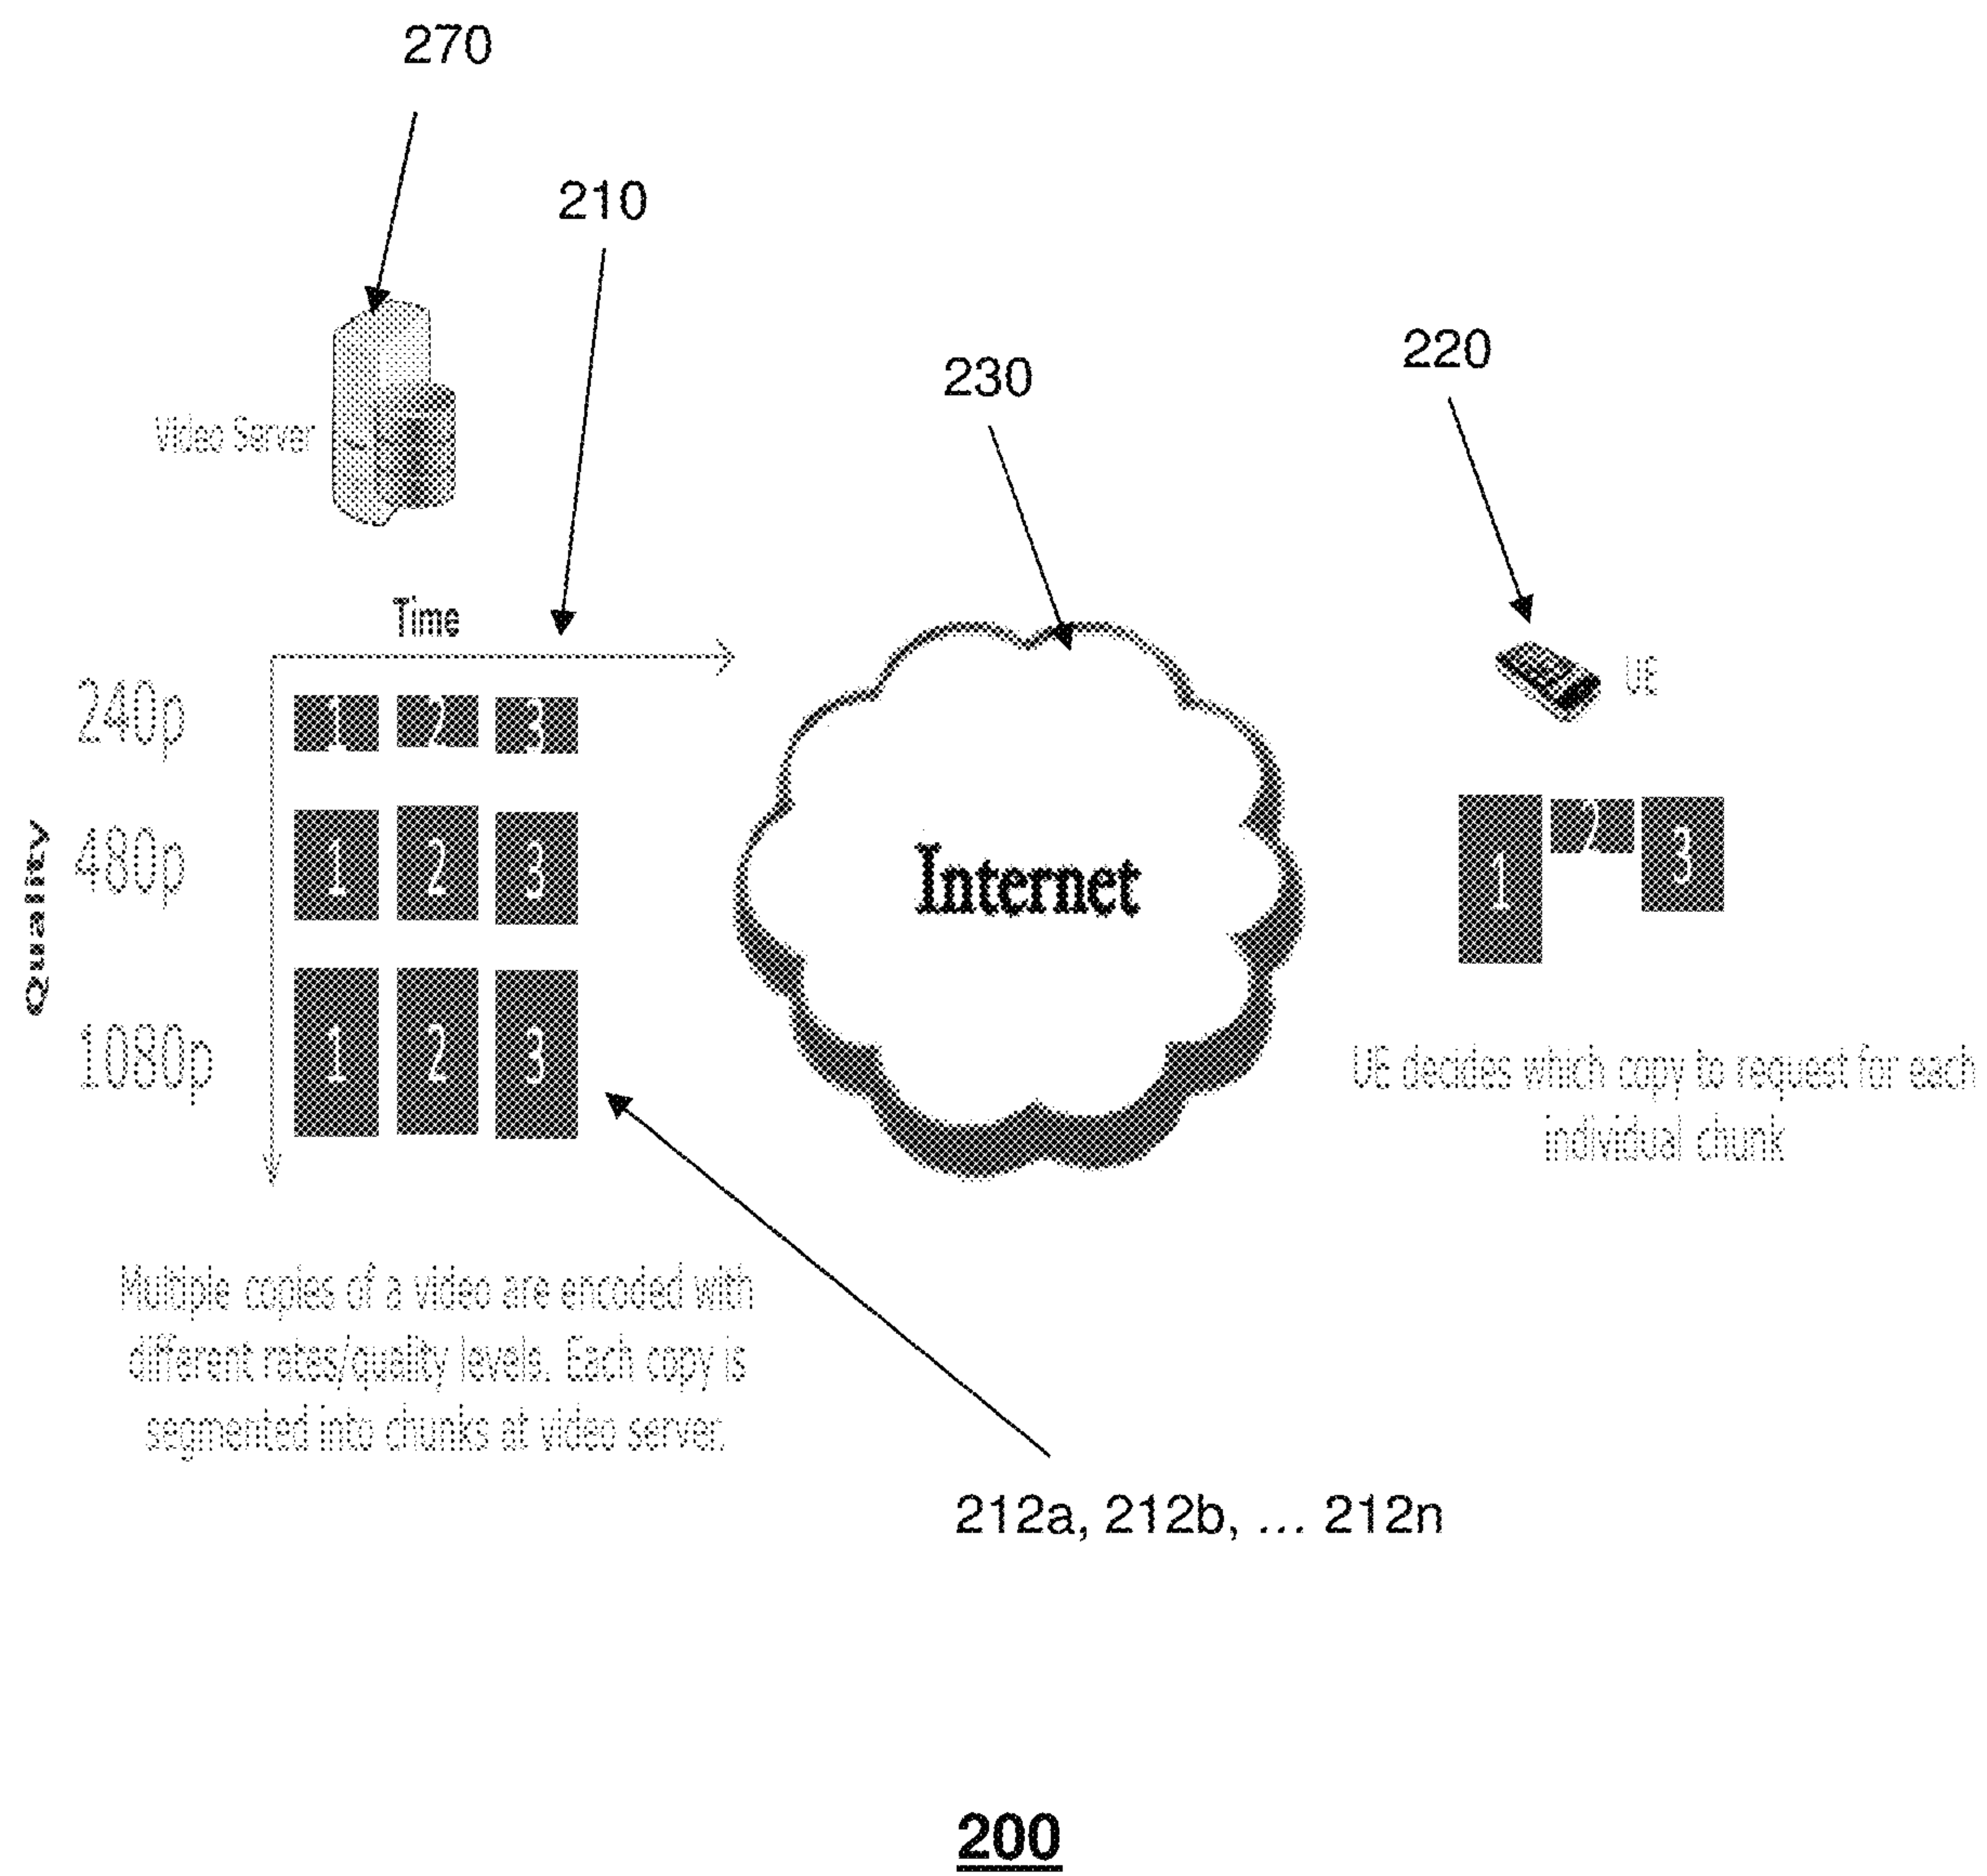 270
210
230
220
Video Server
Time
UE
240p
1 2 3
480p
1 2 3
1080p
1 2 3
Quality
Internet
1 2 3
UE decides which copy to request for each
individual chunk
Multiple copies of a video are encoded with
different rates/quality levels. Each copy is
segmented into chunks at video server.
212a, 212b, ... 212n
200